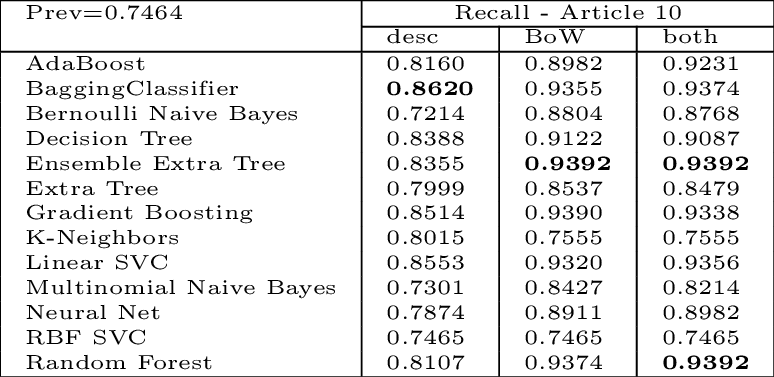 Prev=0.7464 Recall - Article 10
desc BoW both
AdaBoost 0.8160 0.8982 0.9231
BaggingClassifier 0.8620 0.9355 0.9374
Bernoulli Naive Bayes 0.7214 0.8804 0.8768
Decision Tree 0.8388 0.9122 0.9087
Ensemble Extra Tree 0.8355 0.9392 0.9392
Extra Tree 0.7999 0.8537 0.8479
Gradient Boosting 0.8514 0.9390 0.9338
K-Neighbors 0.8015 0.7555 0.7555
Linear SVC 0.8553 0.9320 0.9356
Multinomial Naive Bayes 0.7301 0.8427 0.8214
Neural Net 0.7874 0.8911 0.8982
RBF SVC 0.7465 0.7465 0.7465
Random Forest 0.8107 0.9374 0.9392